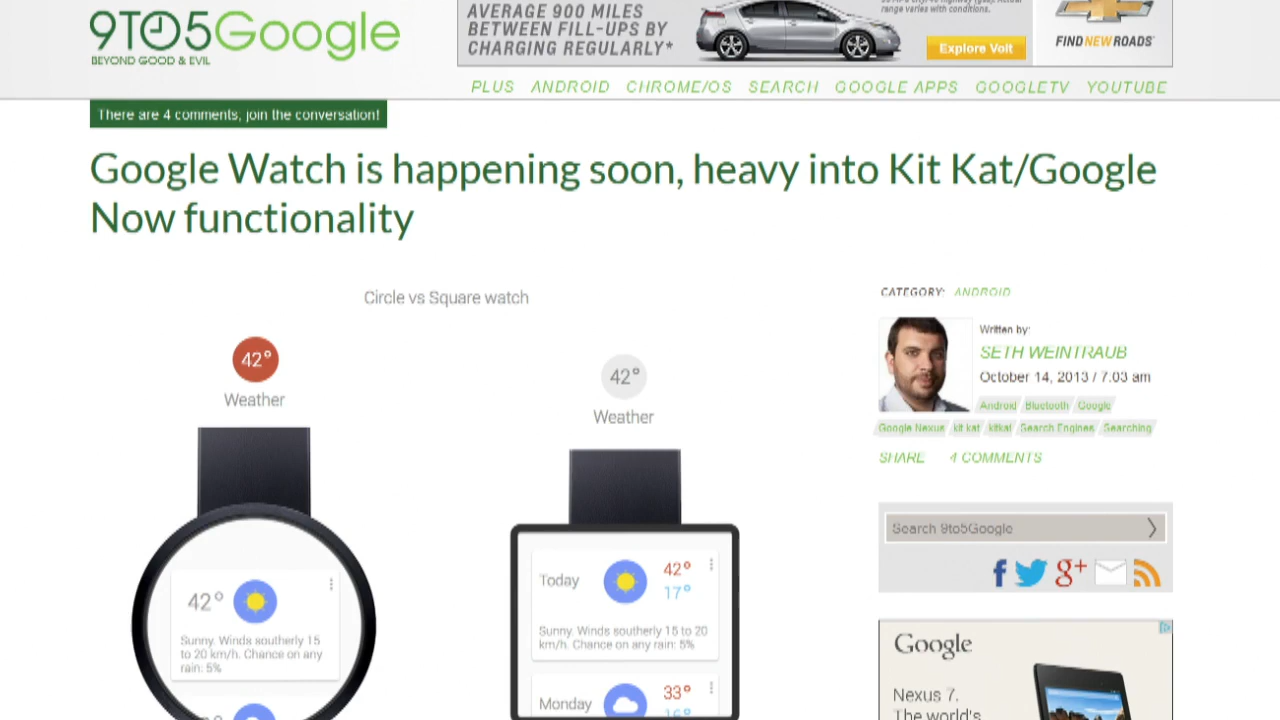 9TO5Google
BEYOND GOOD & EVIL
AVERAGE 900 MILES
BETWEEN FILL-UPS BY
CHARGING REGULARLY*
range varies with conditions.
Explore Volt
FIND NEW ROADS
PLUS ANDROID CHROME/OS SEARCH GOOGLE APPS GOOGLETV YOUTUBE
There are 4 comments, join the conversation!
Google Watch is happening soon, heavy into Kit Kat/Google
Now functionality
Circle vs Square watch
42°
Weather
42°
Weather
42°
Sunny. Winds southerly 15
to 20 km/h. Chance on any
rain: 5%
Today
42°
17°
Sunny. Winds southerly 15 to 20
km/h. Chance on any rain: 5%
Monday
33°
CATEGORY: ANDROID
Written by:
SETH WEINTRAUB
October 14, 2013 / 7:03 am
Android Bluetooth Google
Google Nexus kit kat kitkat Search Engines Searching
SHARE 4 COMMENTS
Search 9to5Google
Google
Nexus 7.
The world's